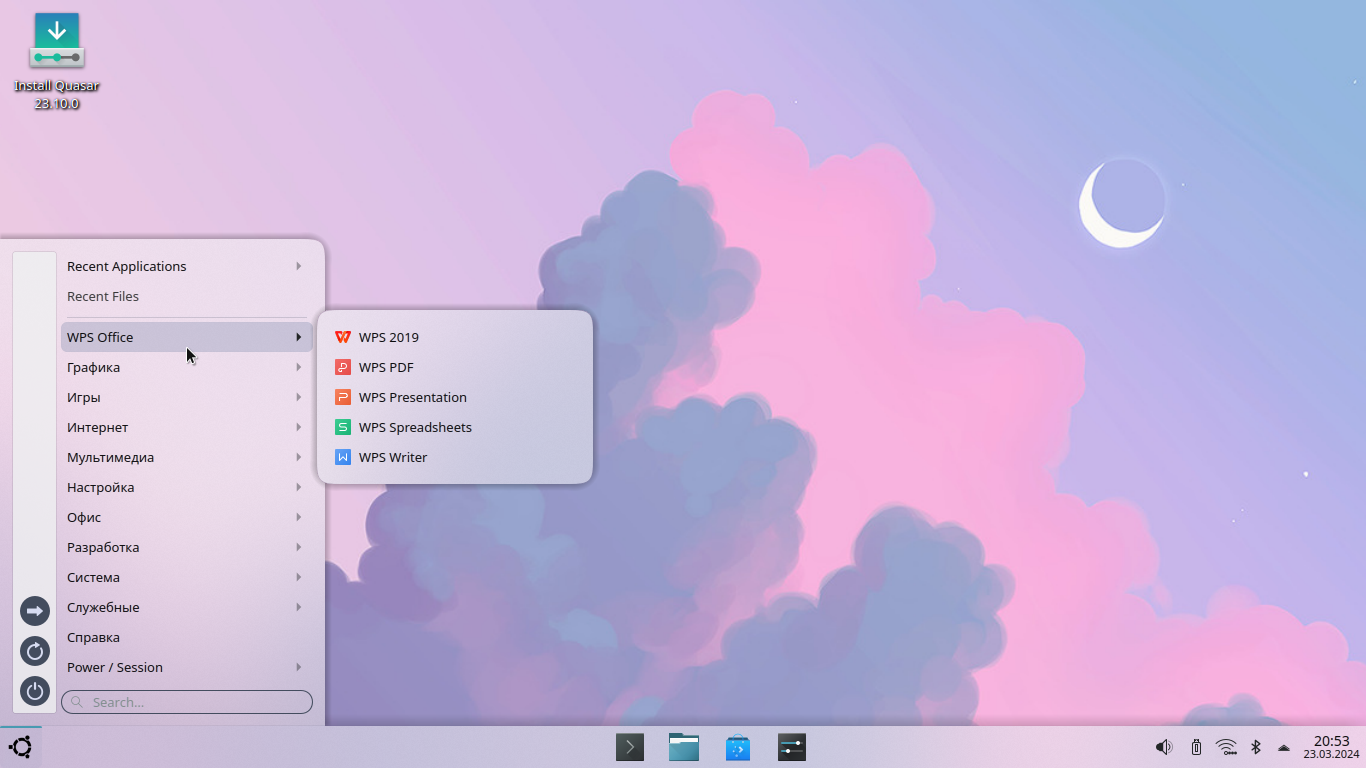 Install Quasar
23.10.0
Recent Applications
Recent Files
WPS Office
Графика
Игры
Интернет
Мультимедиа
Настройка
Офис
Разработка
Система
Служебные
Справка
Power / Session
Search...
WPS 2019
WPS PDF
WPS Presentation
WPS Spreadsheets
WPS Writer
20:53
23.03.2024